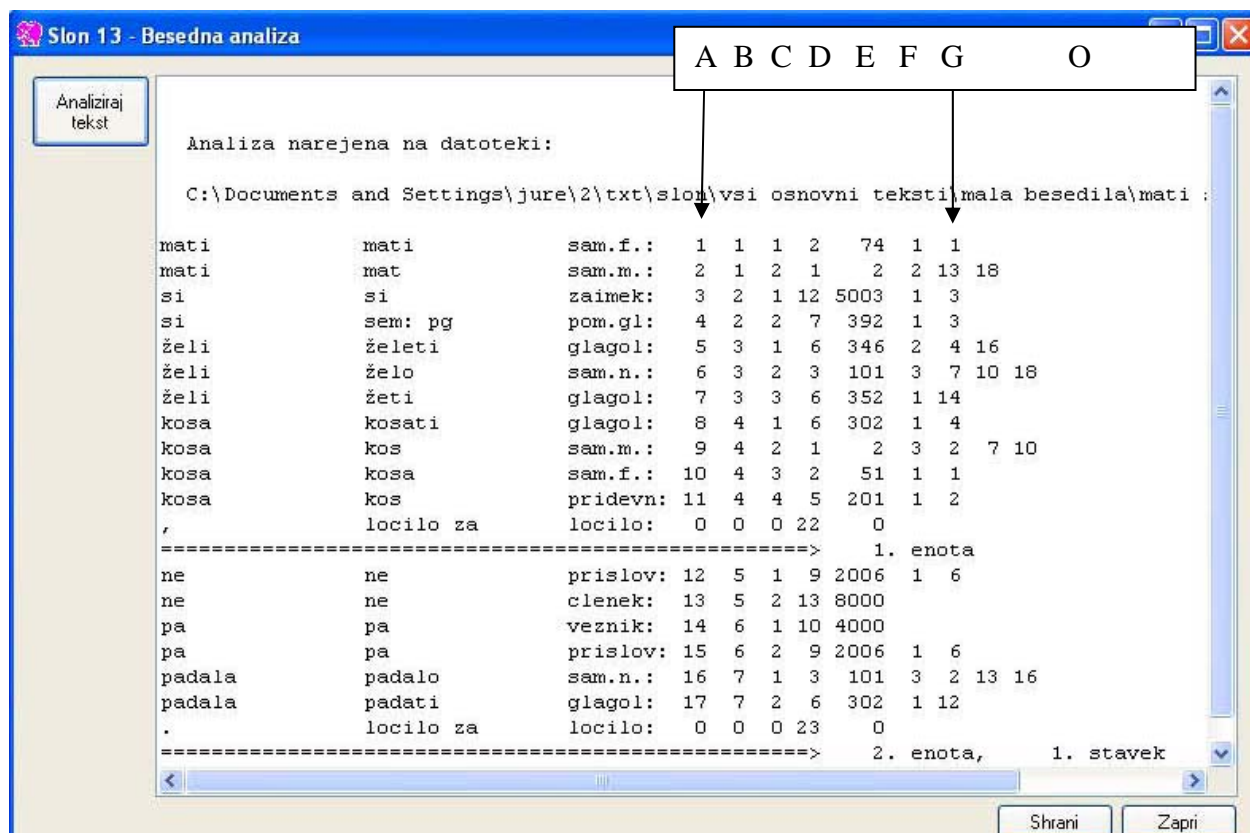 Slon 13 - Besedna analiza
A B C D E F G O
Analiziraj
tekst
Analiza narejena na datoteki:
C:\Documents and Settings\jure\2\txt\slon\vsi osnovni teksti\mala besedila\mati
mati mati sam.f.: 1 1 1 2 74 1 1
mati mat sam.m.: 2 1 2 1 2 2 13 18
si si zaimek: 3 2 1 12 5003 1 3
si sem: pg pom.gl: 4 2 2 7 392 1 3
želi želeti glagol: 5 3 1 6 346 2 4 16
želi želo sam.n.: 6 3 2 3 101 3 7 10 18
želi žeti glagol: 7 3 3 6 352 1 14
kosa kosati glagol: 8 4 1 6 302 1 4
kosa kos sam.m.: 9 4 2 1 2 3 2 7 10
kosa kosa sam.f.: 10 4 3 2 51 1 1
kosa kos pridevn: 11 4 4 5 201 1 2
, locilo za locilo: 0 0 0 22 0
===================================================> 1. enota
ne ne prislov: 12 5 1 9 2006 1 6
ne ne clenek: 13 5 2 13 8000
pa pa veznik: 14 6 1 10 4000
pa pa prislov: 15 6 2 9 2006 1 6
padala padalo sam.n.: 16 7 1 3 101 3 2 13 16
padala padati glagol: 17 7 2 6 302 1 12
. locilo za locilo: 0 0 0 23 0
===================================================> 2. enota, 1. stavek
Shrani Zapri